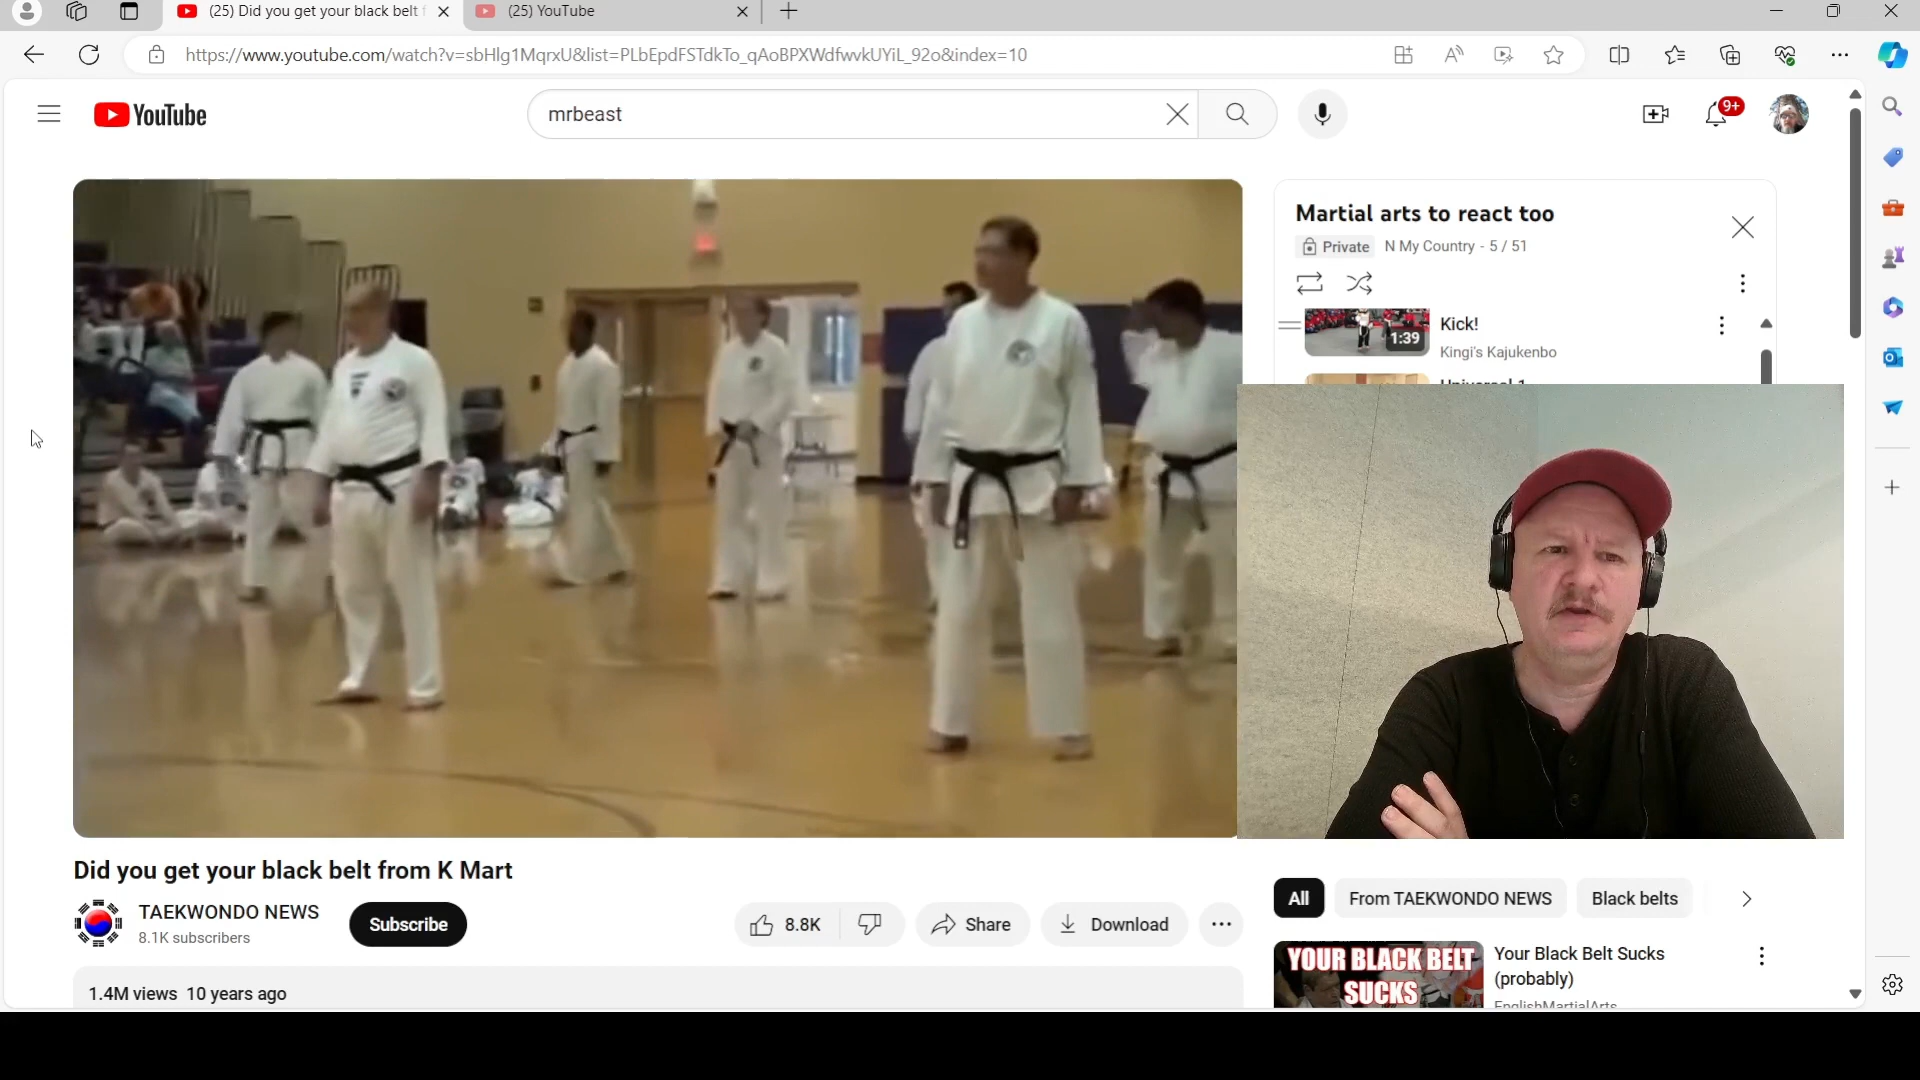 (25) Did you get your black belt f
(25) YouTube
https://www.youtube.com/watch?v=sbHlg1MqrxU&list=PLbEpdFSTdkTo_qAoBPXWdfwvkUYiL_92o&index=10
YouTube
mrbeast
9+
Martial arts to react too
Private N My Country - 5 / 51
Kick!
1:39
Kingi's Kajukenbo
Universal 1
Did you get your black belt from K Mart
TAEKWONDO NEWS
8.1K subscribers
Subscribe
8.8K
Share
Download
All
From TAEKWONDO NEWS
Black belts
1.4M views 10 years ago
YOUR BLACK BELT
SUCKS
Your Black Belt Sucks
(probably)
EnglishMartialArts